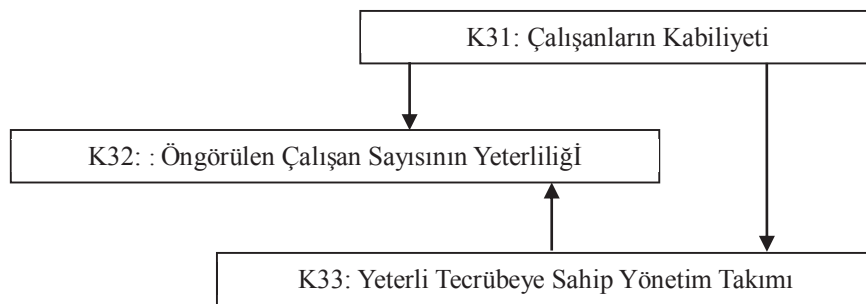 K31: Çalışanların Kabiliyeti
K32: : Öngörülen Çalışan Sayısının Yeterliliğİ
K33: Yeterli Tecrübeye Sahip Yönetim Takımı